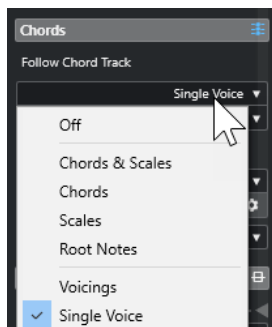 Chords
Follow Chord Track
Single Voice
Off
Chords & Scales
Chords
Scales
Root Notes
Voicings
Single Voice